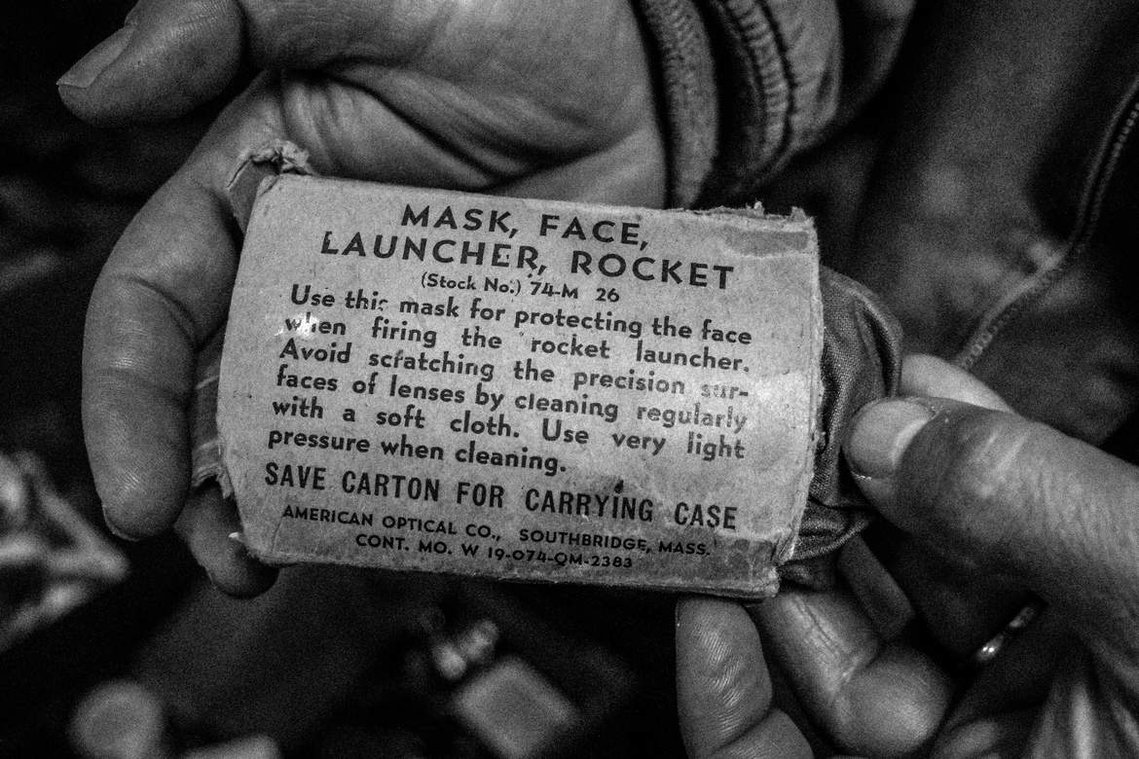 MASK, FACE,
LAUNCHER, ROCKET
(Stock No.) 74-M 26
Use this mask for protecting the face
when firing the rocket launcher.
Avoid scratching the precision sur-
faces of lenses by cleaning regularly
with a soft cloth. Use very light
pressure when cleaning.
SAVE CARTON FOR CARRYING CASE
AMERICAN OPTICAL CO., SOUTHBRIDGE, MASS.
CONT. MO. W 19-074-QM-2383